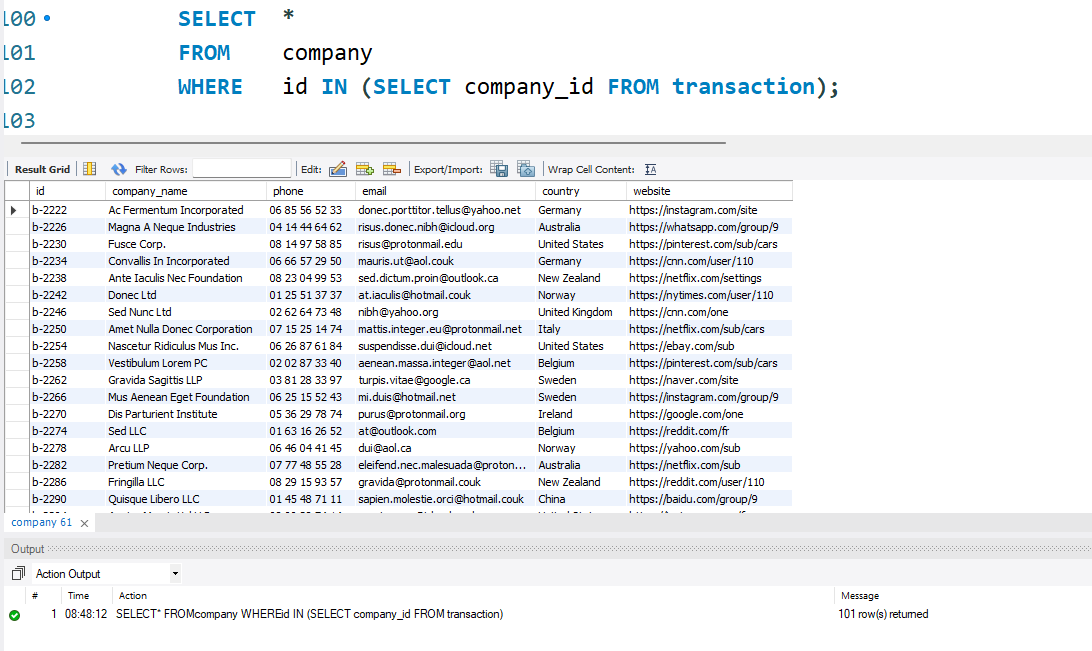 100 SELECT *
101 FROM company
102 WHERE id IN (SELECT company_id FROM transaction);
103
Result Grid Filter Rows: Edit: Export/Import: Wrap Cell Content:
id company_name phone email country website
b-2222 Ac Fermentum Incorporated 06 85 56 52 33 donec.porttitor.tellus@yahoo.net Germany https://instagram.com/site
b-2226 Magna A Neque Industries 04 14 44 64 62 risus.donec.nibh@icloud.org Australia https://whatsapp.com/group/9
b-2230 Fusce Corp. 08 14 97 58 85 risus@protonmail.edu United States https://pinterest.com/sub/cars
b-2234 Convallis In Incorporated 06 66 57 29 50 mauris.ut@aol.couk Germany https://cnn.com/user/110
b-2238 Ante Iaculis Nec Foundation 08 23 04 99 53 sed.dictum.proin@outlook.ca New Zealand https://netflix.com/settings
b-2242 Donec Ltd 01 25 51 37 37 at.iaculis@hotmail.couk Norway https://nytimes.com/user/110
b-2246 Sed Nunc Ltd 02 62 64 73 48 nibh@yahoo.org United Kingdom https://cnn.com/one
b-2250 Amet Nulla Donec Corporation 07 15 25 14 74 mattis.integer.eu@protonmail.net Italy https://netflix.com/sub/cars
b-2254 Nascetur Ridiculus Mus Inc. 06 26 87 61 84 suspendisse.dui@icloud.net United States https://ebay.com/sub
b-2258 Vestibulum Lorem PC 02 02 87 33 40 aenean.massa.integer@aol.net Belgium https://pinterest.com/sub/cars
b-2262 Gravida Sagittis LLP 03 81 28 33 97 turpis.vitae@google.ca Sweden https://naver.com/site
b-2266 Mus Aenean Eget Foundation 06 25 15 52 43 mi.duis@hotmail.net Sweden https://instagram.com/group/9
b-2270 Dis Parturient Institute 05 36 29 78 74 purus@protonmail.org Ireland https://google.com/one
b-2274 Sed LLC 01 63 16 26 52 at@outlook.com Belgium https://reddit.com/fr
b-2278 Arcu LLP 06 46 04 41 45 dui@aol.ca Norway https://yahoo.com/sub
b-2282 Pretium Neque Corp. 07 77 48 55 28 eleifend.nec.malesuada@proton... Australia https://netflix.com/sub
b-2286 Fringilla LLC 08 29 15 93 57 gravida@protonmail.couk New Zealand https://reddit.com/user/110
b-2290 Quisque Libero LLC 01 45 48 71 11 sapien.molestie.orci@hotmail.couk China https://baidu.com/group/9
company 61
Output
Action Output
# Time Action Message
1 08:48:12 SELECT* FROMcompany WHEREid IN (SELECT company_id FROM transaction) 101 row(s) returned